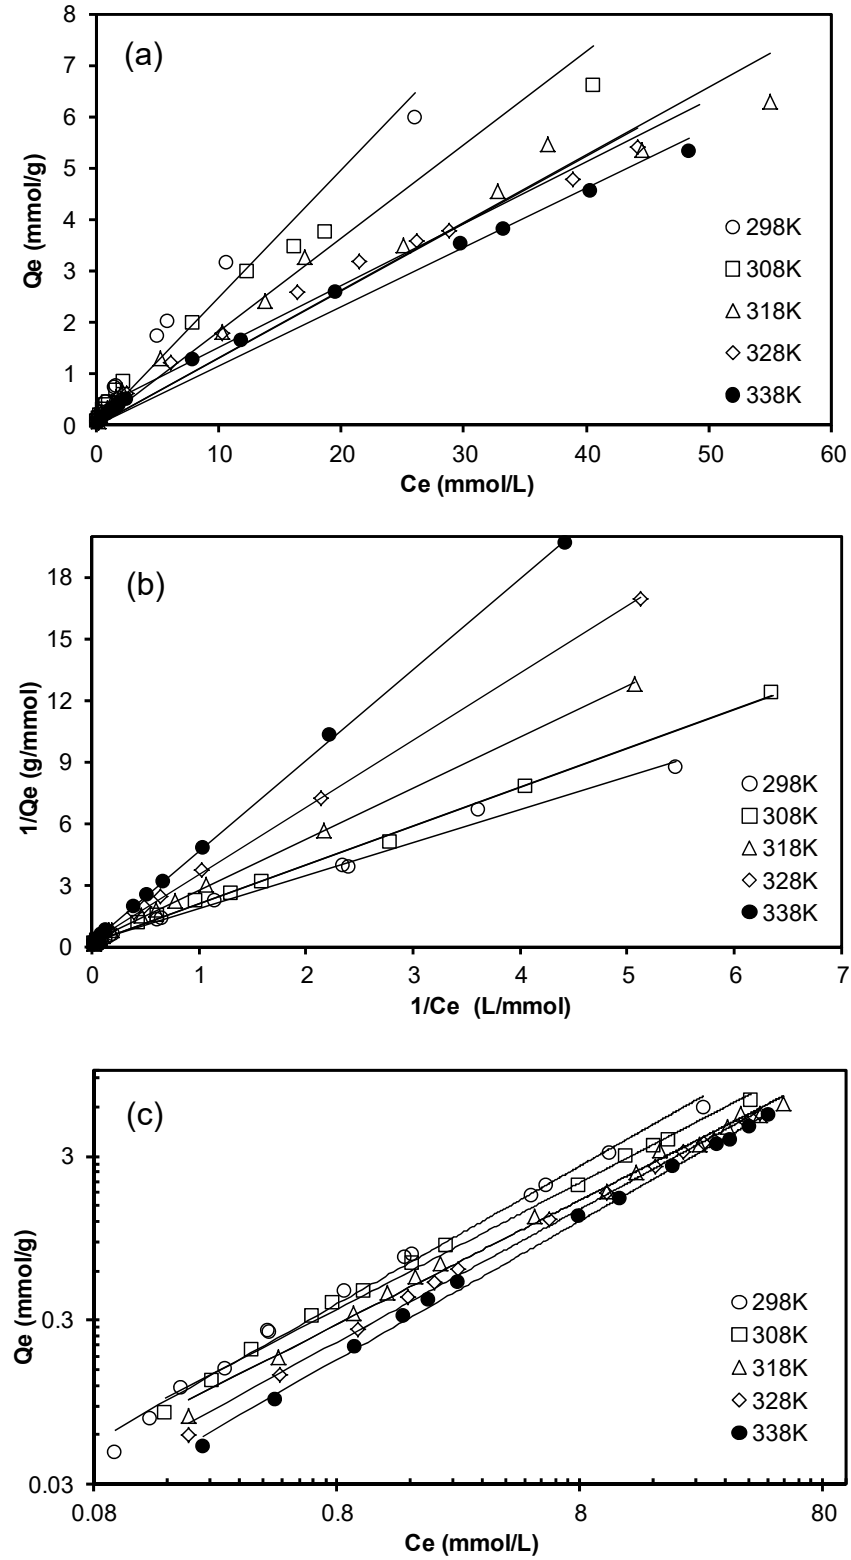 (a)
8
7
6
5
4
3
2
1
0
Qe (mmol/g)
298K
308K
318K
328K
338K
0 10 20 30 40 50 60
Ce (mmol/L)
(b)
18
15
12
9
6
3
0
1/Qe (g/mmol)
298K
308K
318K
328K
338K
0 1 2 3 4 5 6 7
1/Ce (L/mmol)
(c)
3
0.3
0.03
Qe (mmol/g)
298K
308K
318K
328K
338K
0.08 0.8 8 80
Ce (mmol/L)